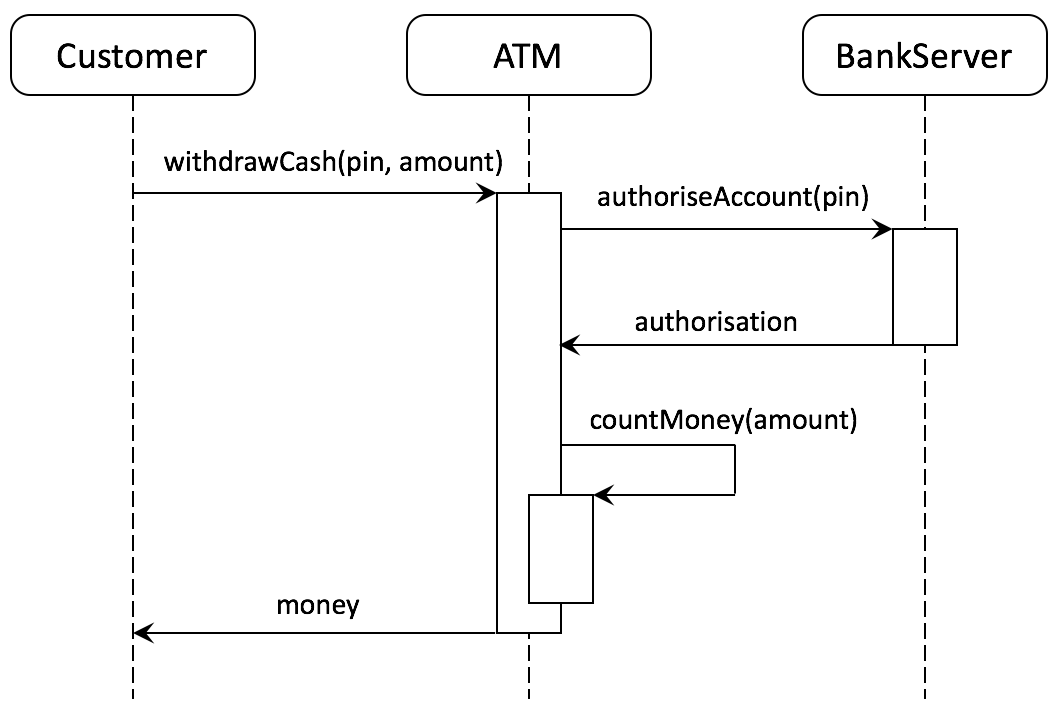 Customer
ATM
BankServer
withdrawCash(pin, amount)
authoriseAccount(pin)
authorisation
countMoney(amount)
money